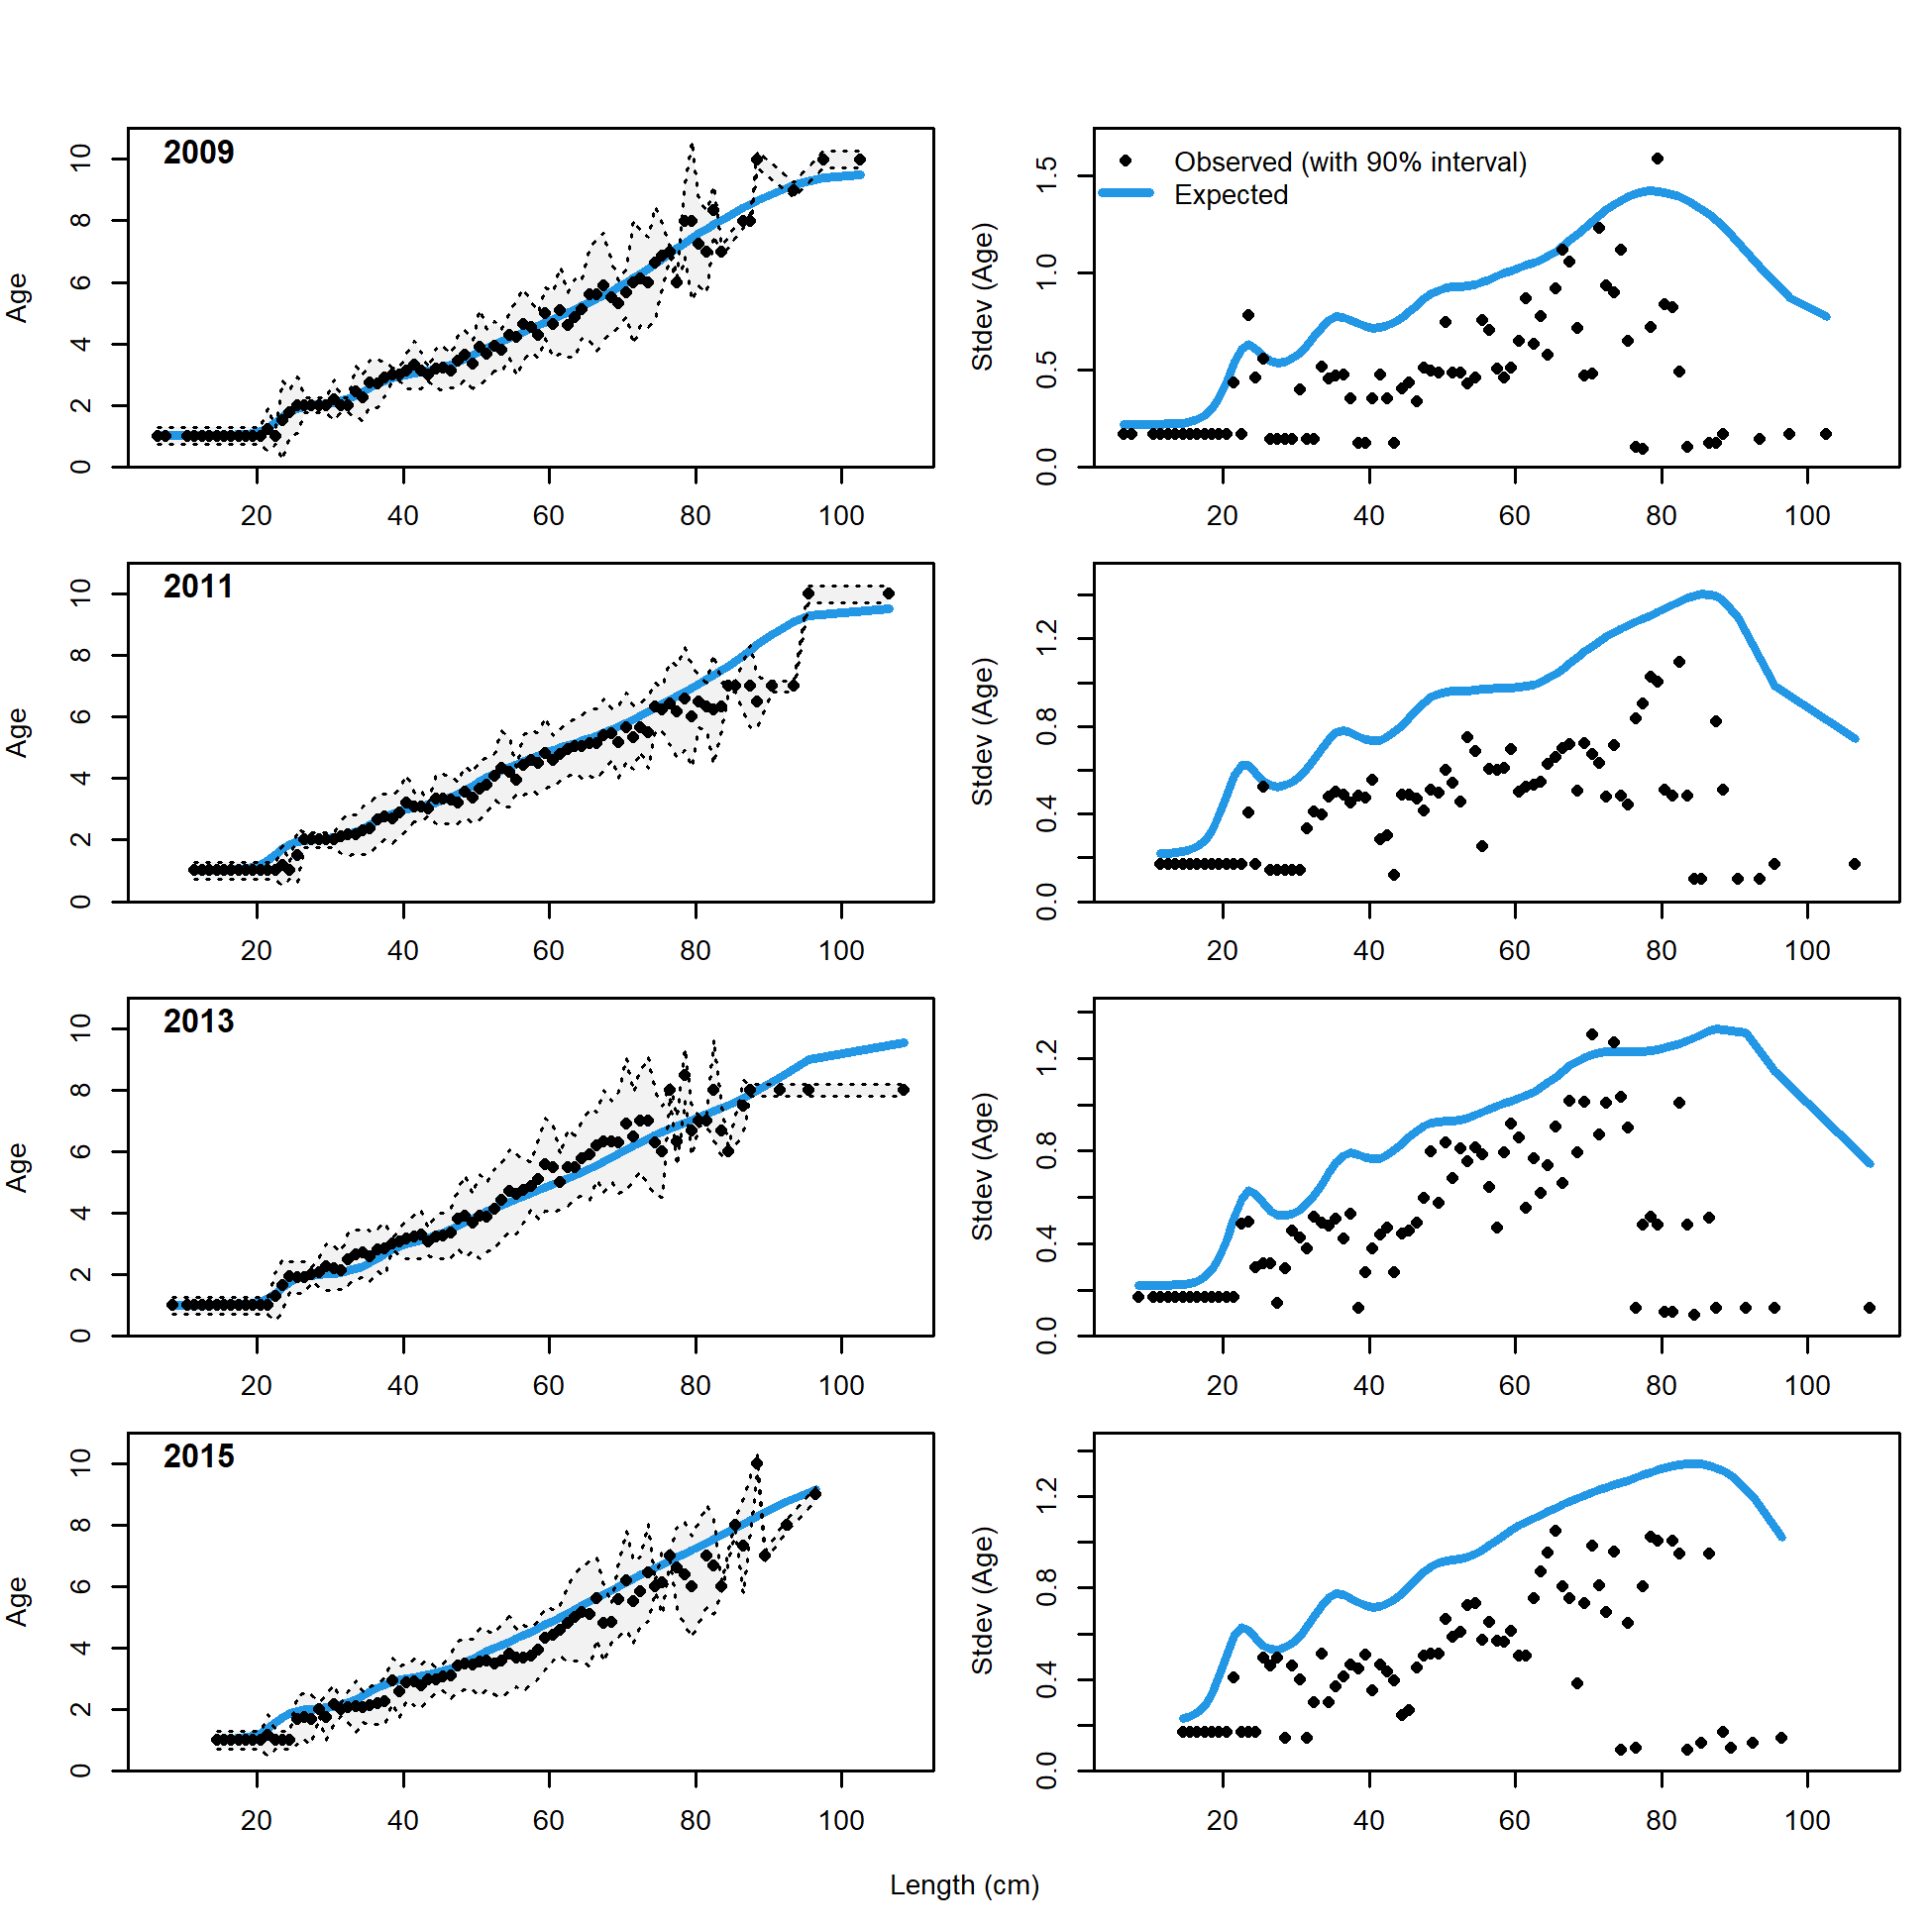 2009
Age
0 2 4 6 8 10
20 40 60 80 100
Observed (with 90% interval)
Expected
Stdev (Age)
0.0 0.5 1.0 1.5
20 40 60 80 100
2011
Age
0 2 4 6 8 10
20 40 60 80 100
Stdev (Age)
0.0 0.4 0.8 1.2
20 40 60 80 100
2013
Age
0 2 4 6 8 10
20 40 60 80 100
Stdev (Age)
0.0 0.4 0.8 1.2
20 40 60 80 100
2015
Age
0 2 4 6 8 10
20 40 60 80 100
Stdev (Age)
0.0 0.4 0.8 1.2
20 40 60 80 100
Length (cm)